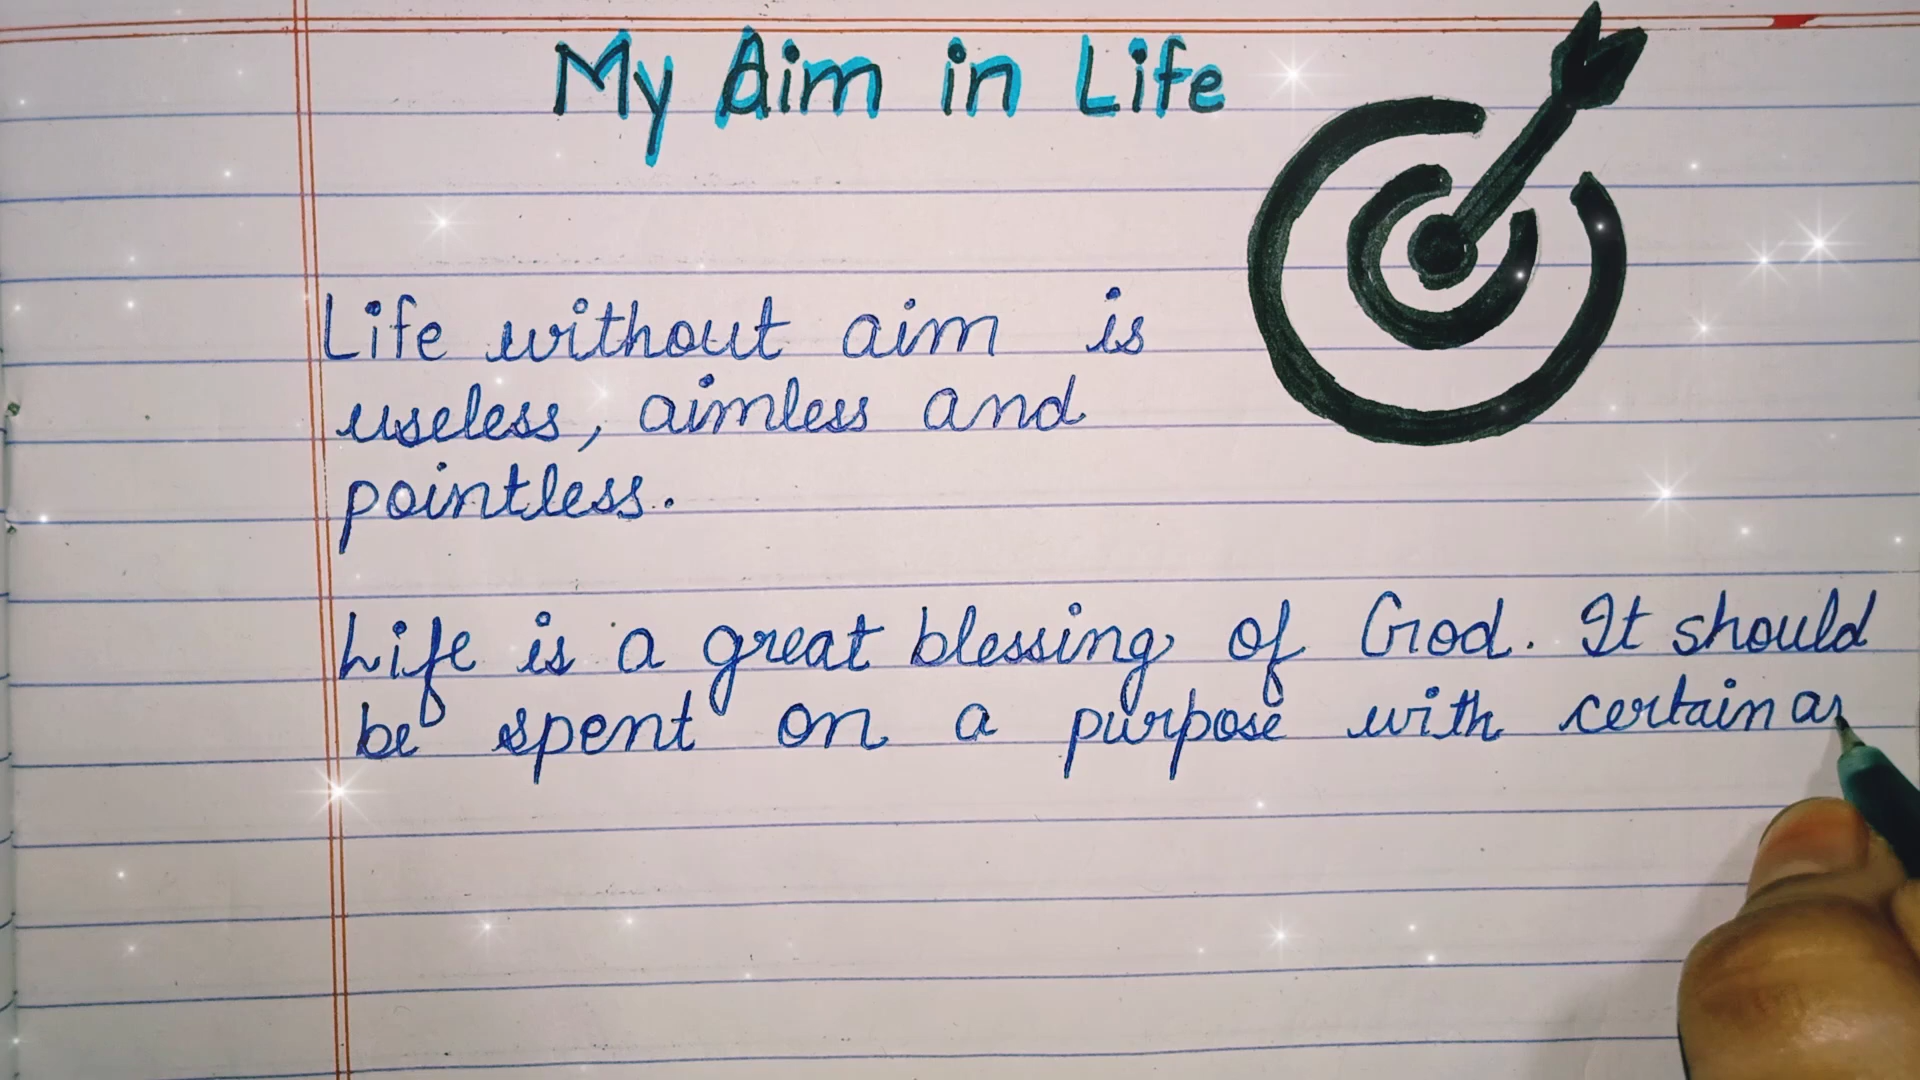 My Aim in Life
Life without aim is
useless, aimless and
pointless.
Life is a great blessing of God. It should
be spent on a purpose with certain